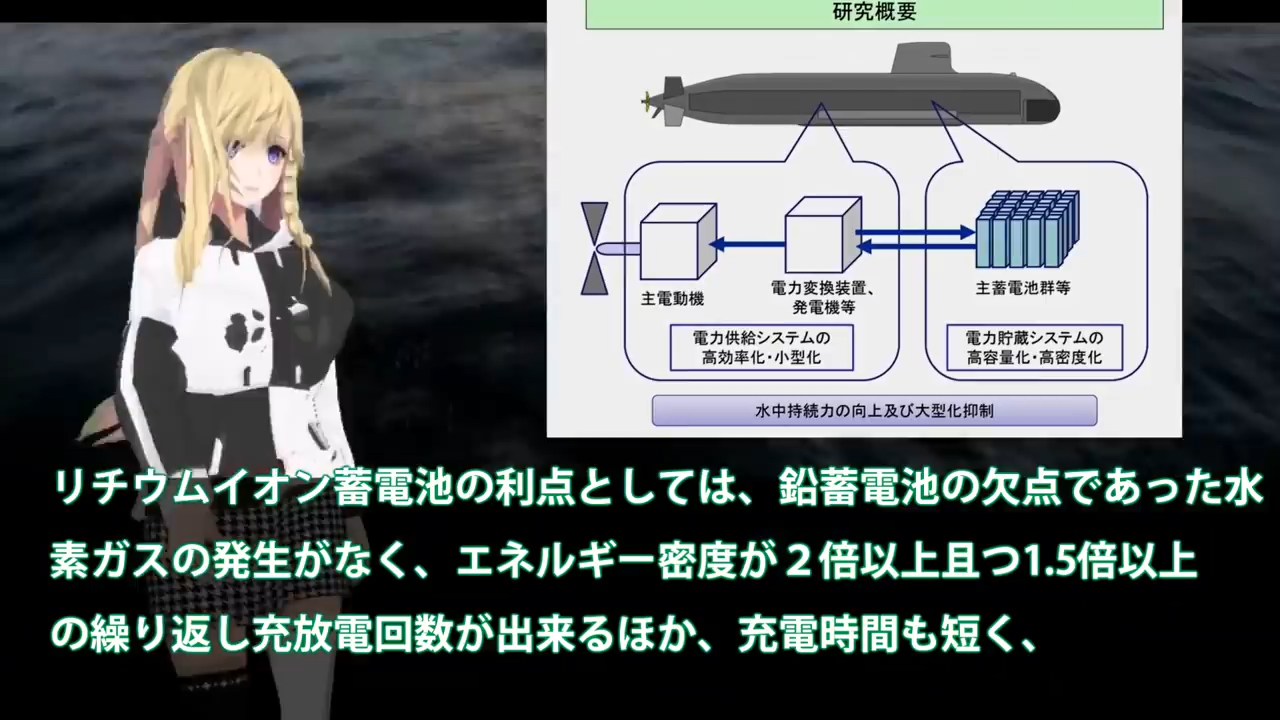 研究概要
主電動機
電力変換装置、
発電機等
主蓄電池群等
電力供給システムの
高効率化・小型化
電力貯蔵システムの
高容量化・高密度化
水中持続力の向上及び大型化抑制
リチウムイオン蓄電池の利点としては、鉛蓄電池の欠点であった水
素ガスの発生がなく、エネルギー密度が２倍以上且つ1.5倍以上
の繰り返し充放電回数が出来るほか、充電時間も短く、